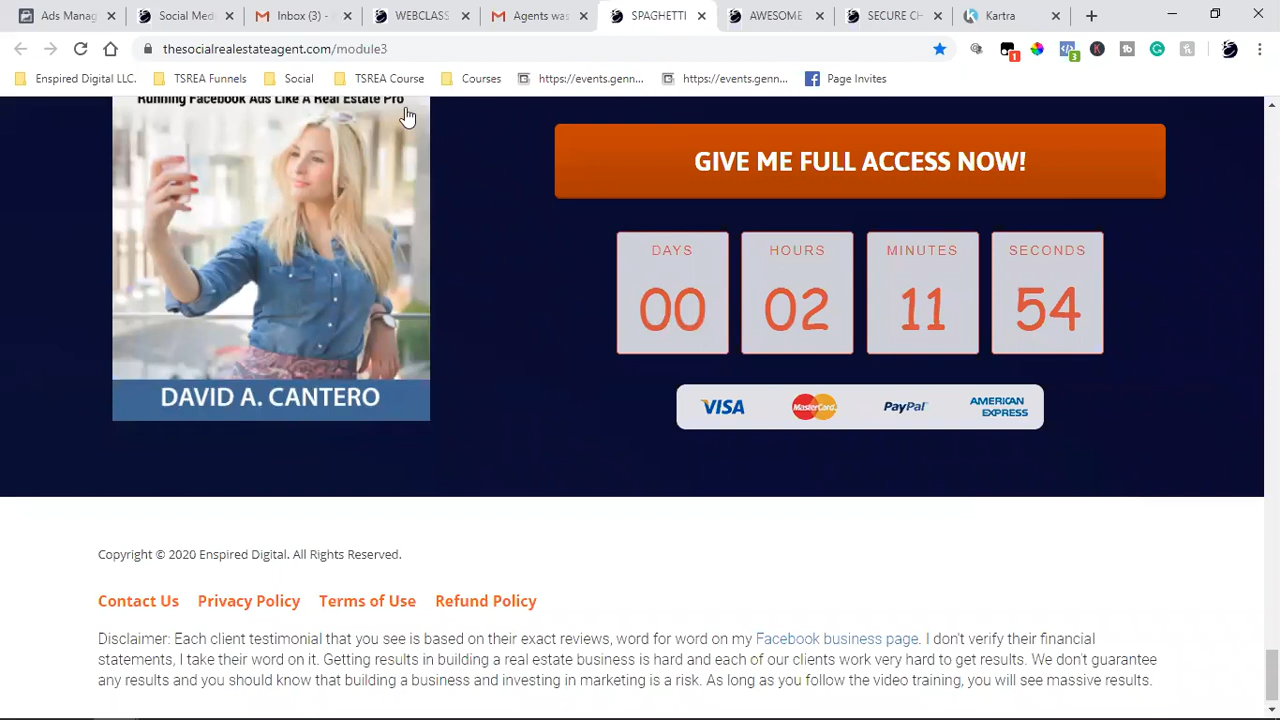 Ads Manag
Social Med
Inbox (3) -
WEBCLASS
Agents was
SPAGHETTI
AWESOME
SECURE CH
Kartra
thesocialrealestateagent.com/module3
1
3
Enspired Digital LLC.
TSREA Funnels
Social
TSREA Course
Courses
https://events.genn...
https://events.genn...
Page Invites
Running Facebook Ads Like A Real Estate Pro
DAVID A. CANTERO
GIVE ME FULL ACCESS NOW!
DAYS HOURS MINUTES SECONDS
00 02 11 54
VISA MasterCard PayPal AMERICAN EXPRESS
Copyright © 2020 Enspired Digital. All Rights Reserved.
Contact Us Privacy Policy Terms of Use Refund Policy
Disclaimer: Each client testimonial that you see is based on their exact reviews, word for word on my Facebook business page. I don't verify their financial
statements, I take their word on it. Getting results in building a real estate business is hard and each of our clients work very hard to get results. We don't guarantee
any results and you should know that building a business and investing in marketing is a risk. As long as you follow the video training, you will see massive results.